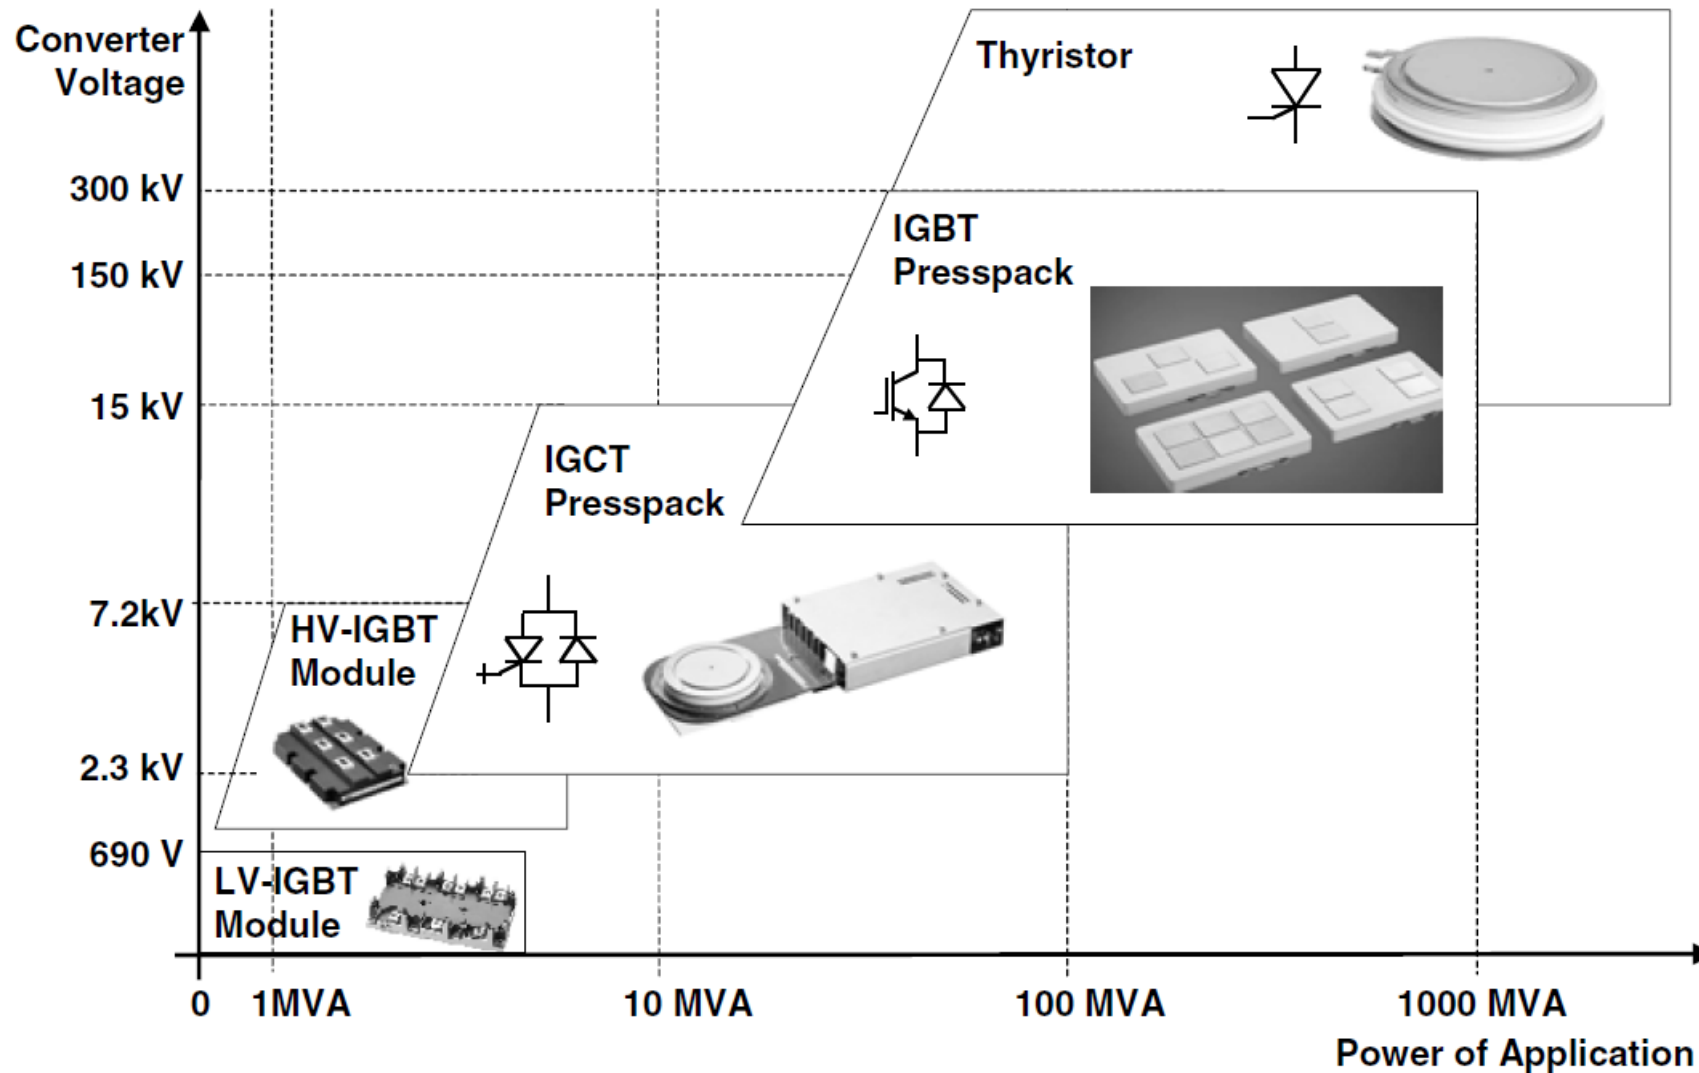 Converter
Voltage
Thyristor
300 kV
IGBT
Presspack
150 kV
15 kV
IGCT
Presspack
7.2kV
HV-IGBT
Module
2.3 kV
690 V
LV-IGBT
Module
0
1MVA
10 MVA
100 MVA
1000 MVA
Power of Application